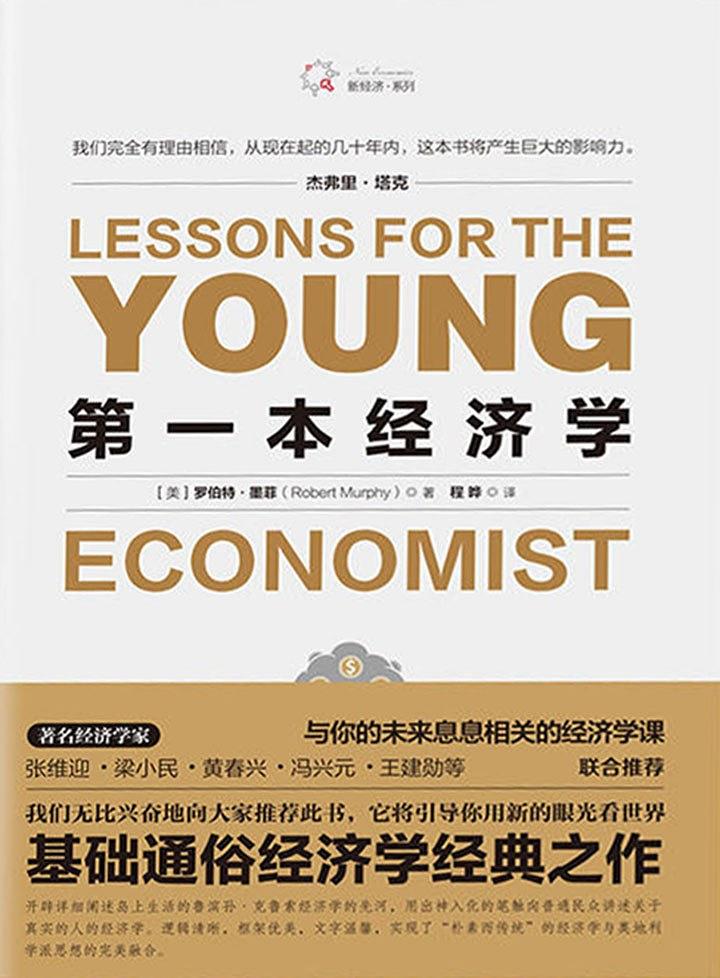 New Economics
新经济·系列
我们完全有理由相信，从现在起的几十年内，这本书将产生巨大的影响力。
杰弗里·塔克
LESSONS FOR THE
YOUNG
第一本经济学
［美］罗伯特·墨菲（Robert Murphy）◎著 程晔◎译
ECONOMIST
$
著名经济学家
与你的未来息息相关的经济学课
张维迎·梁小民·黄春兴·冯兴元·王建勋等 联合推荐
我们无比兴奋地向大家推荐此书，它将引导你用新的眼光看世界
基础通俗经济学经典之作
开辟详细阐述岛上生活的鲁滨孙·克鲁索经济学的先河，用出神入化的笔触向普通民众讲述关于
真实的人的经济学。逻辑清晰，框架优美，文字温馨，实现了“朴素而传统”的经济学与奥地利
学派思想的完美融合。